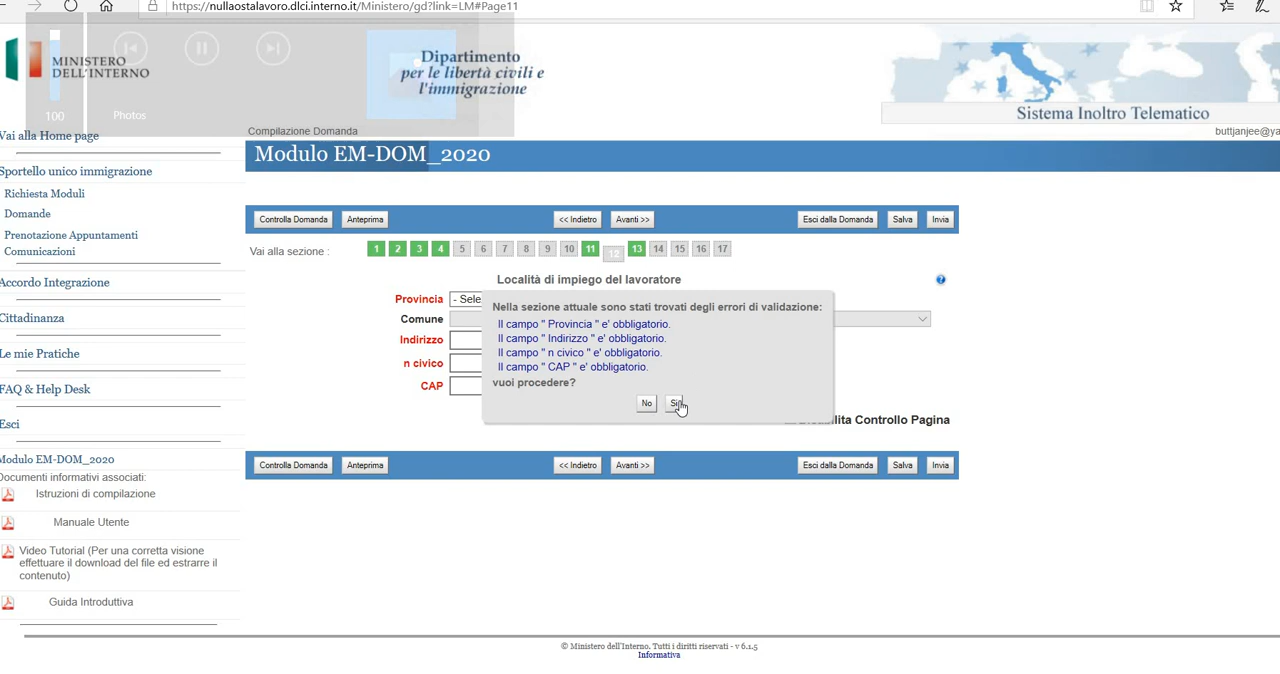 https://nullaostalavoro.dlci.interno.it/Ministero/gd?link=LM#Page11
MINISTERO
DELL'INTERNO
100
Photos
Dipartimento
per le libertà civili e
l'immigrazione
Sistema Inoltro Telematico
Vai alla Home page
Compilazione Domanda
buttjanjee@ya
Modulo EM-DOM_2020
Sportello unico immigrazione
Richiesta Moduli
Domande
Prenotazione Appuntamenti
Comunicazioni
Accordo Integrazione
Cittadinanza
Le mie Pratiche
FAQ & Help Desk
Esci
Modulo EM-DOM_2020
Documenti informativi associati:
Istruzioni di compilazione
Manuale Utente
Video Tutorial (Per una corretta visione
effettuare il download del file ed estrarre il
contenuto)
Guida Introduttiva
Controlla Domanda Anteprima << Indietro Avanti >> Esci dalla Domanda Salva Invia
Vai alla sezione : 1 2 3 4 5 6 7 8 9 10 11 12 13 14 15 16 17
Località di impiego del lavoratore
Provincia - Sele
Comune
Indirizzo
n civico
CAP
Nella sezione attuale sono stati trovati degli errori di validazione:
Il campo " Provincia " e' obbligatorio.
Il campo " Indirizzo " e' obbligatorio.
Il campo " n civico " e' obbligatorio.
Il campo " CAP " e' obbligatorio.
vuoi procedere?
No Si
Controllo Pagina
Controlla Domanda Anteprima << Indietro Avanti >> Esci dalla Domanda Salva Invia
© Ministero dell'Interno. Tutti i diritti riservati - v 6.1.5
Informativa